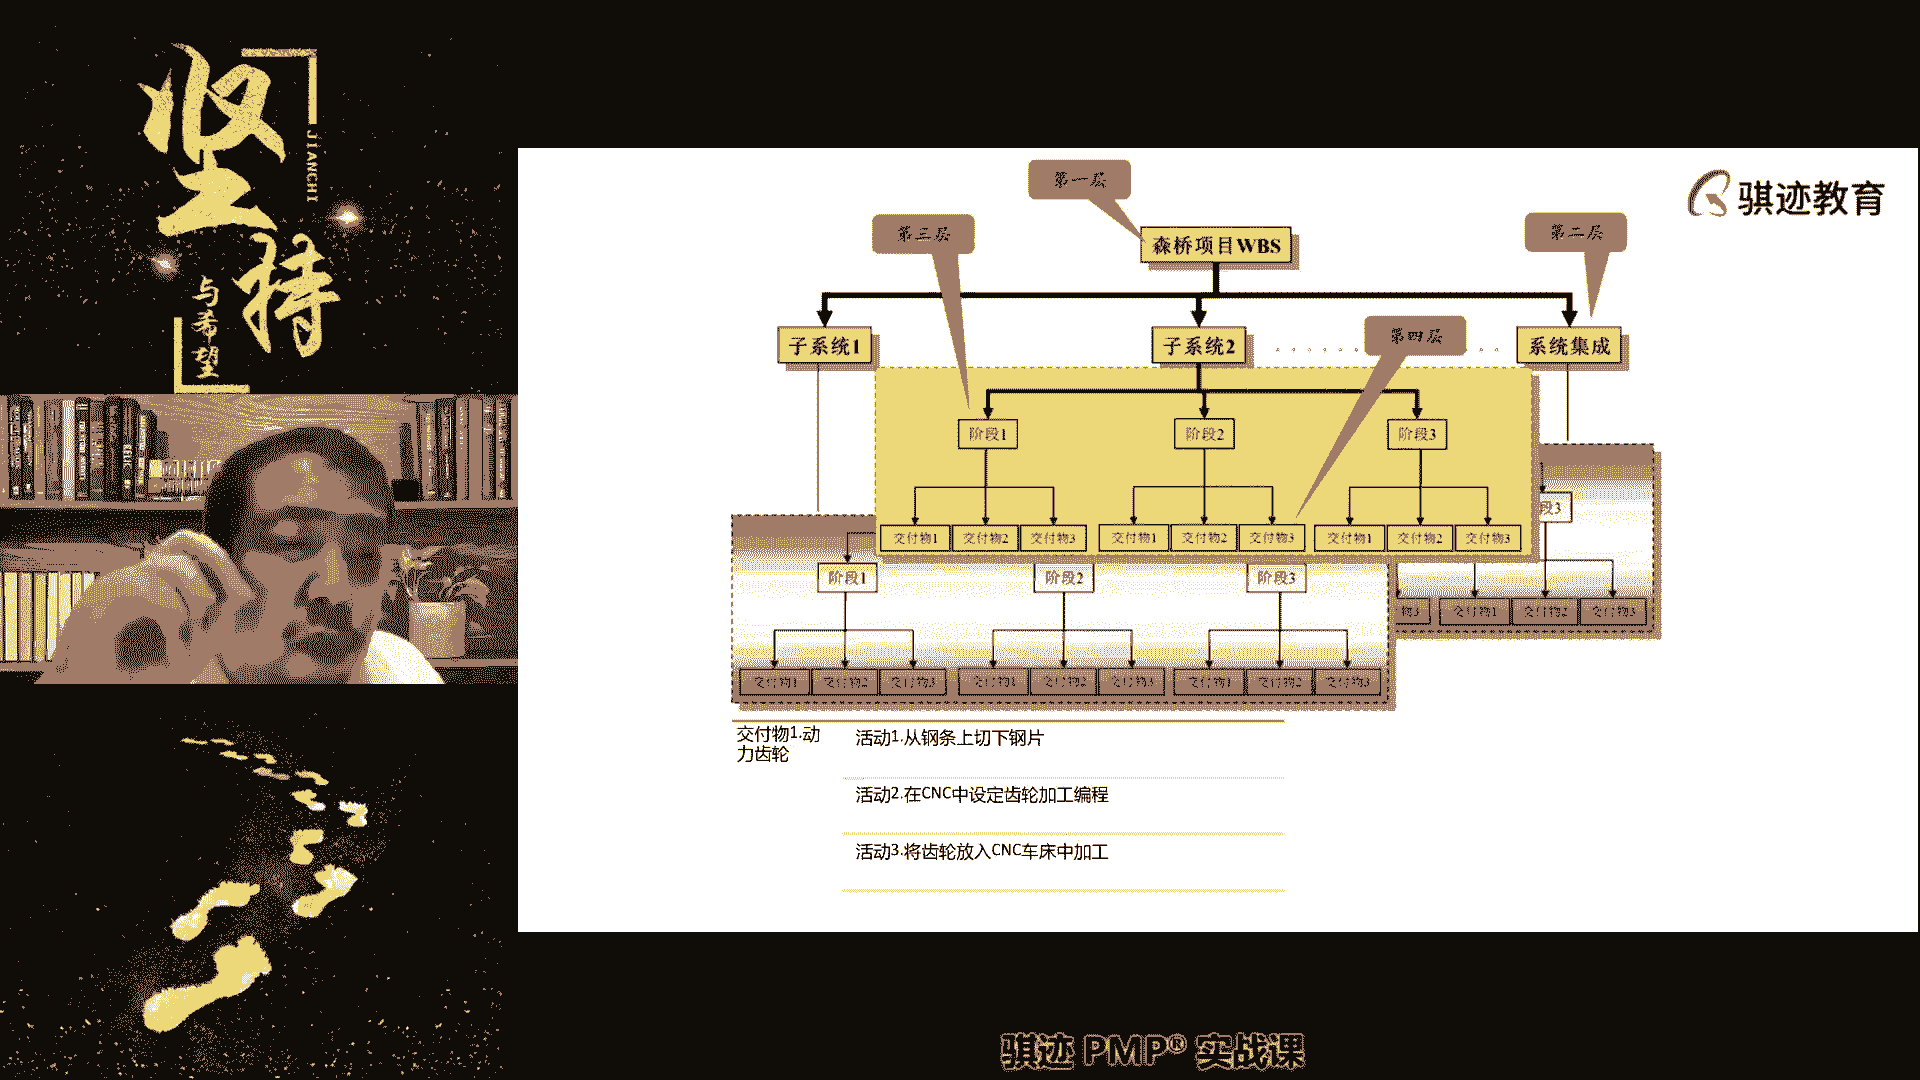 坚
持
JIANCHI
与希望
骐迹教育
第一层
森桥项目WBS
第三层
第二层
子系统1
子系统2
第四层
系统集成
阶段1
阶段2
阶段3
交付物1 交付物2 交付物3 交付物1 交付物2 交付物3 交付物1 交付物2 交付物3
段3
物3 交付物1 交付物2 交付物3
阶段1
阶段2
阶段3
交付物1 交付物2 交付物3 交付物1 交付物2 交付物3 交付物1 交付物2 交付物3
交付物1.动
力齿轮
活动1.从钢条上切下钢片
活动2.在CNC中设定齿轮加工编程
活动3.将齿轮放入CNC车床中加工
骐迹 PMP® 实战课